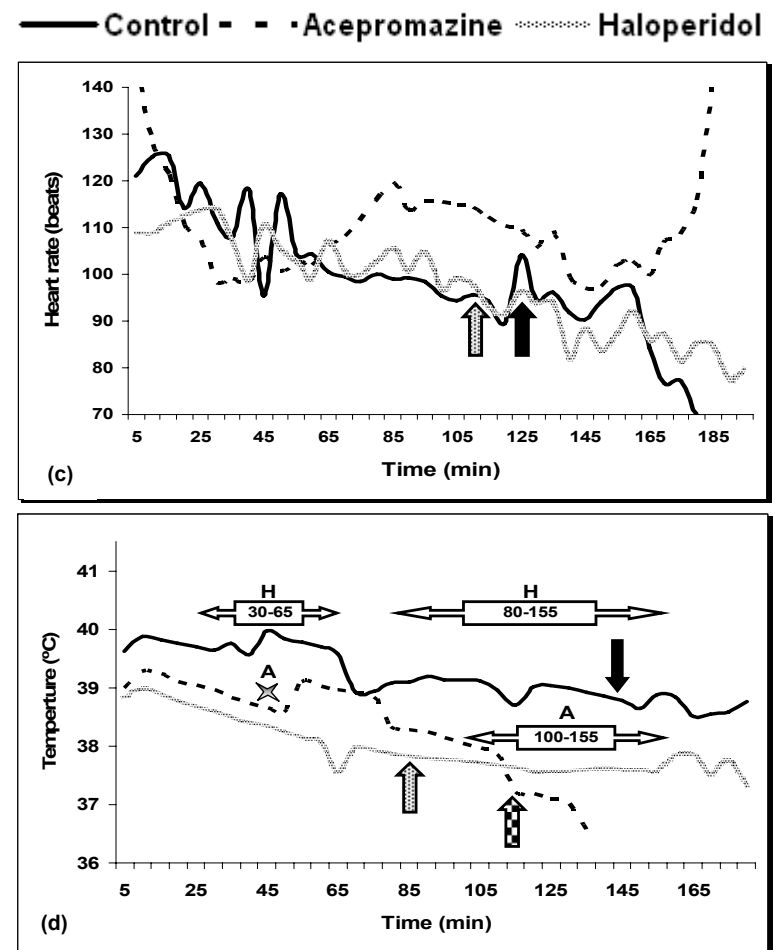 Control Acepromazine Haloperidol
140
130
120
110
100
90
80
70
Heart rate (beats)
5 25 45 65 85 105 125 145 165 185
Time (min)
(c)
41
40
39
38
37
36
Temperture (ºC)
H
30-65
H
80-155
A
A
100-155
5 25 45 65 85 105 125 145 165
Time (min)
(d)